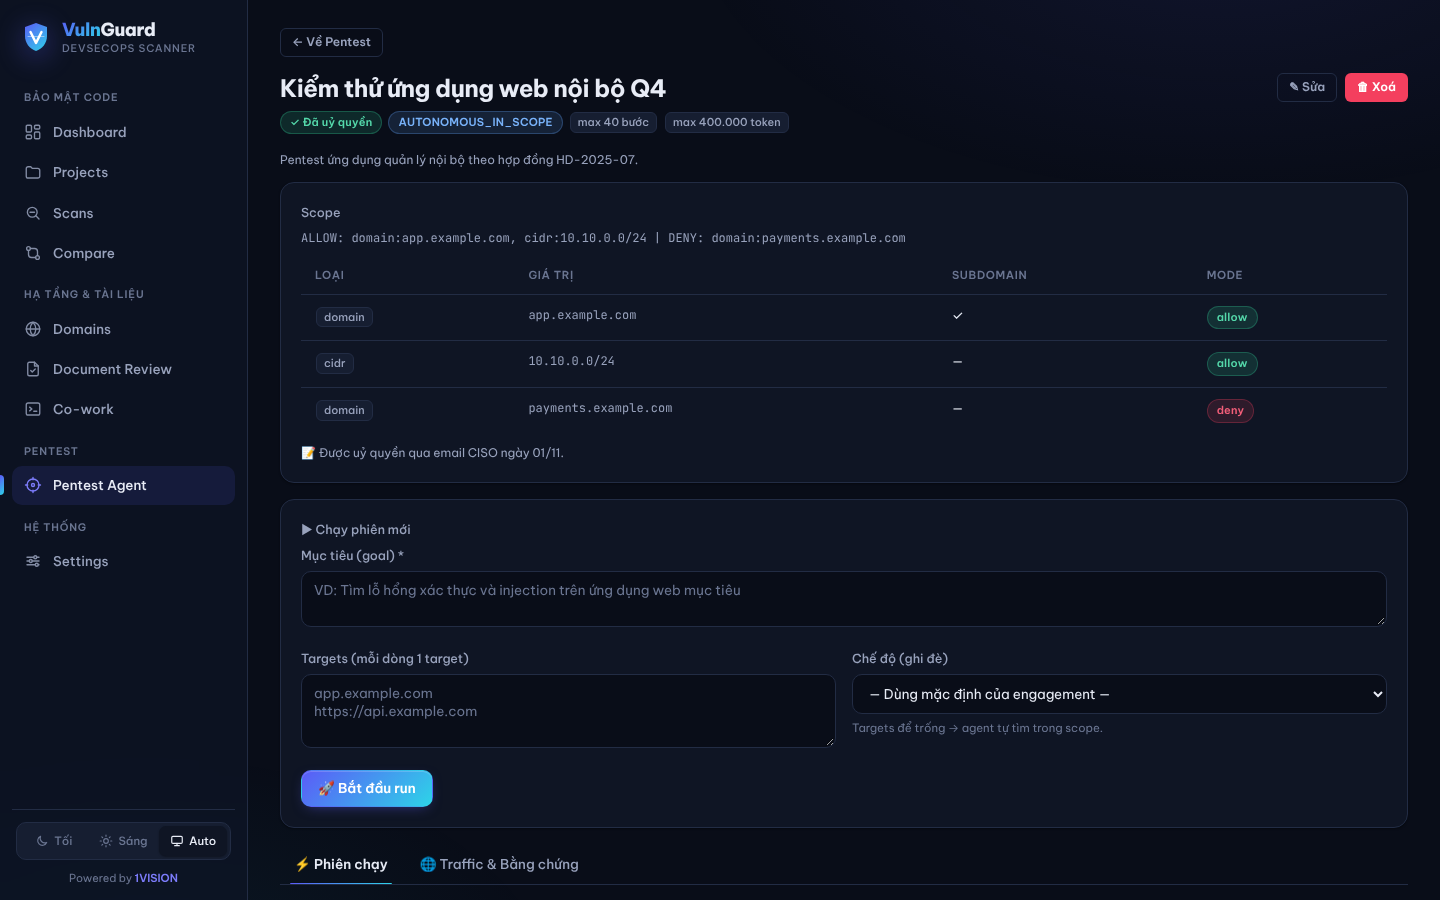 VulnGuard
DEVSECOPS SCANNER
BẢO MẬT CODE
Dashboard
Projects
Scans
Compare
HẠ TẦNG & TÀI LIỆU
Domains
Document Review
Co-work
PENTEST
Pentest Agent
HỆ THỐNG
Settings
Tối
Sáng
Auto
Powered by 1VISION
← Về Pentest
Kiểm thử ứng dụng web nội bộ Q4
✎ Sửa
🗑 Xoá
✓ Đã uỷ quyền
AUTONOMOUS_IN_SCOPE
max 40 bước
max 400.000 token
Pentest ứng dụng quản lý nội bộ theo hợp đồng HD-2025-07.
Scope
ALLOW: domain:app.example.com, cidr:10.10.0.0/24 | DENY: domain:payments.example.com
LOẠI GIÁ TRỊ SUBDOMAIN MODE
domain app.example.com ✓ allow
cidr 10.10.0.0/24 — allow
domain payments.example.com — deny
📝 Được uỷ quyền qua email CISO ngày 01/11.
▶ Chạy phiên mới
Mục tiêu (goal) *
VD: Tìm lỗ hổng xác thực và injection trên ứng dụng web mục tiêu
Targets (mỗi dòng 1 target)
app.example.com
https://api.example.com
Chế độ (ghi đè)
— Dùng mặc định của engagement —
Targets để trống → agent tự tìm trong scope.
🚀 Bắt đầu run
⚡ Phiên chạy
🌐 Traffic & Bằng chứng